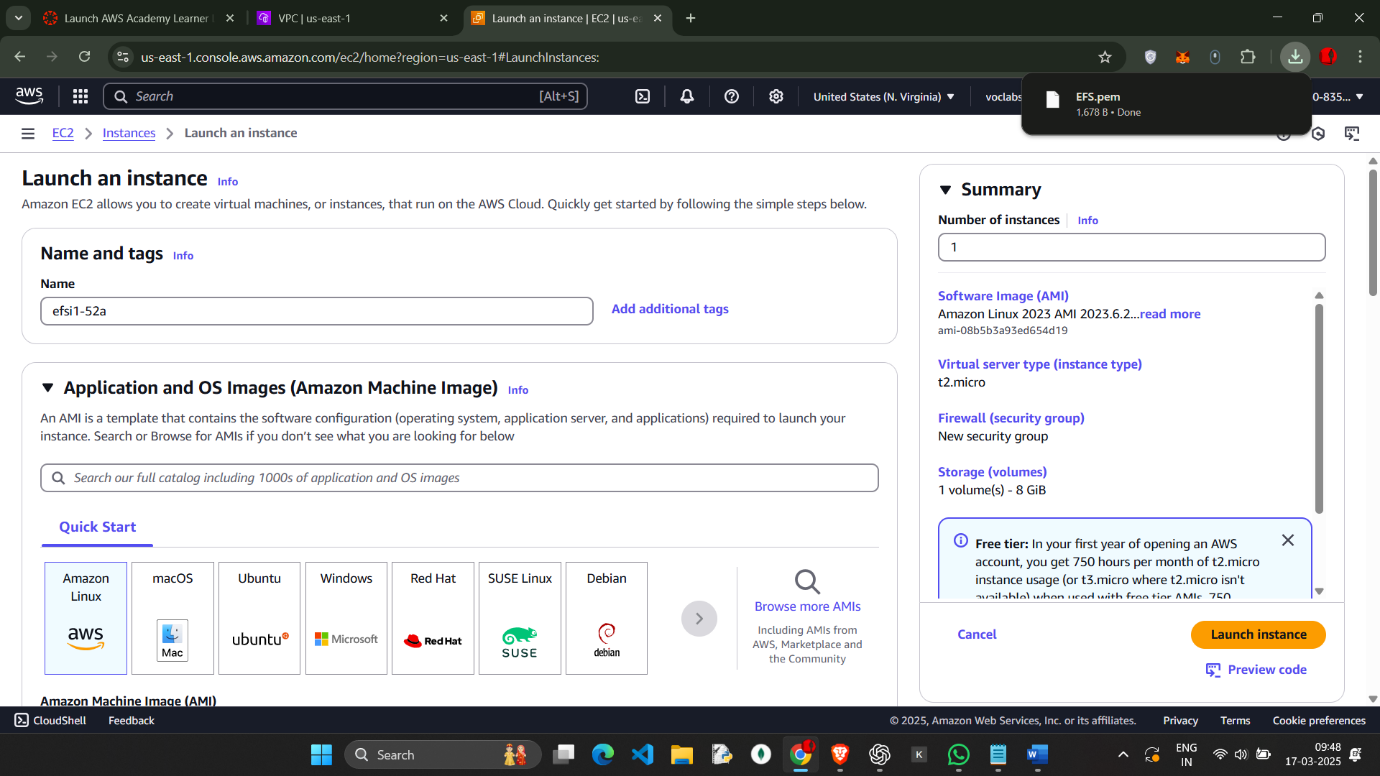 Launch AWS Academy Learner
VPC | us-east-1
Launch an instance | EC2 | us-ea
us-east-1.console.aws.amazon.com/ec2/home?region=us-east-1#LaunchInstances:
aws
Search
[Alt+S]
United States (N. Virginia)
voclabs
0-835...
EFS.pem
1,678 B • Done
EC2
Instances
Launch an instance
Launch an instance
Info
Amazon EC2 allows you to create virtual machines, or instances, that run on the AWS Cloud. Quickly get started by following the simple steps below.
Name and tags
Info
Name
efsi1-52a
Add additional tags
Application and OS Images (Amazon Machine Image)
Info
An AMI is a template that contains the software configuration (operating system, application server, and applications) required to launch your
instance. Search or Browse for AMIs if you don't see what you are looking for below
Search our full catalog including 1000s of application and OS images
Quick Start
Amazon
Linux
aws
macOS
Mac
Ubuntu
ubuntu
Windows
Microsoft
Red Hat
Red Hat
SUSE Linux
SUSE
Debian
debian
Browse more AMIs
Including AMIs from
AWS, Marketplace and
the Community
Amazon Machine Image (AMI)
Summary
Number of instances
Info
1
Software Image (AMI)
Amazon Linux 2023 AMI 2023.6.2...read more
ami-08b5b3a93ed654d19
Virtual server type (instance type)
t2.micro
Firewall (security group)
New security group
Storage (volumes)
1 volume(s) - 8 GiB
Free tier: In your first year of opening an AWS
account, you get 750 hours per month of t2.micro
instance usage (or t3.micro where t2.micro isn't
available) when used with free tier AMIs, 750
Cancel
Launch instance
Preview code
CloudShell
Feedback
© 2025, Amazon Web Services, Inc. or its affiliates.
Privacy
Terms
Cookie preferences
Search
K
ENG
IN
09:48
17-03-2025